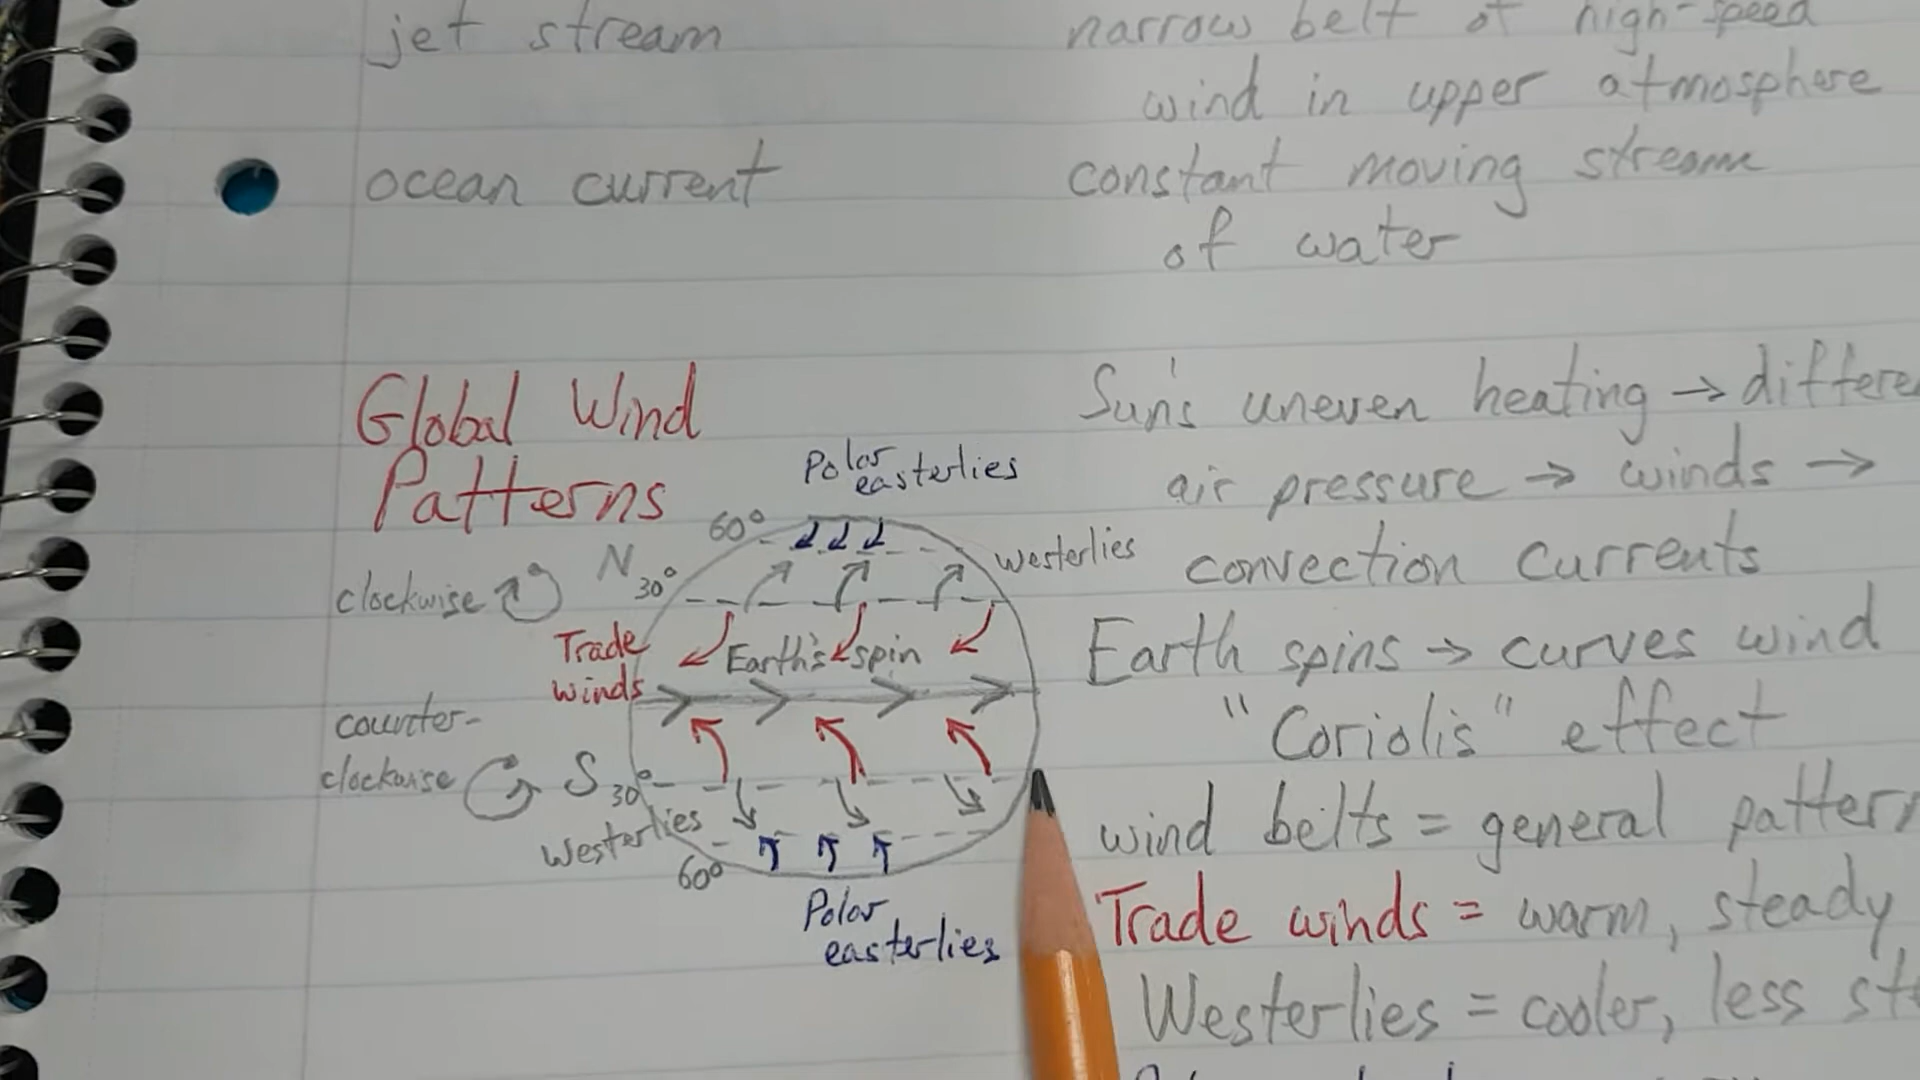 jet stream
narrow belt of high-speed
wind in upper atmosphere
ocean current
constant moving stream
of water
Global Wind
Patterns
Polar
easterlies
60°
N
30°
westerlies
clockwise
Trade
winds
Earth's spin
counter-
clockwise
S
30°
Westerlies
60°
Polar
easterlies
Sun's uneven heating → differe
air pressure → winds →
convection currents
Earth spins → curves wind
"Coriolis" effect
wind belts = general pattern
Trade winds = warm, steady
Westerlies = cooler, less st